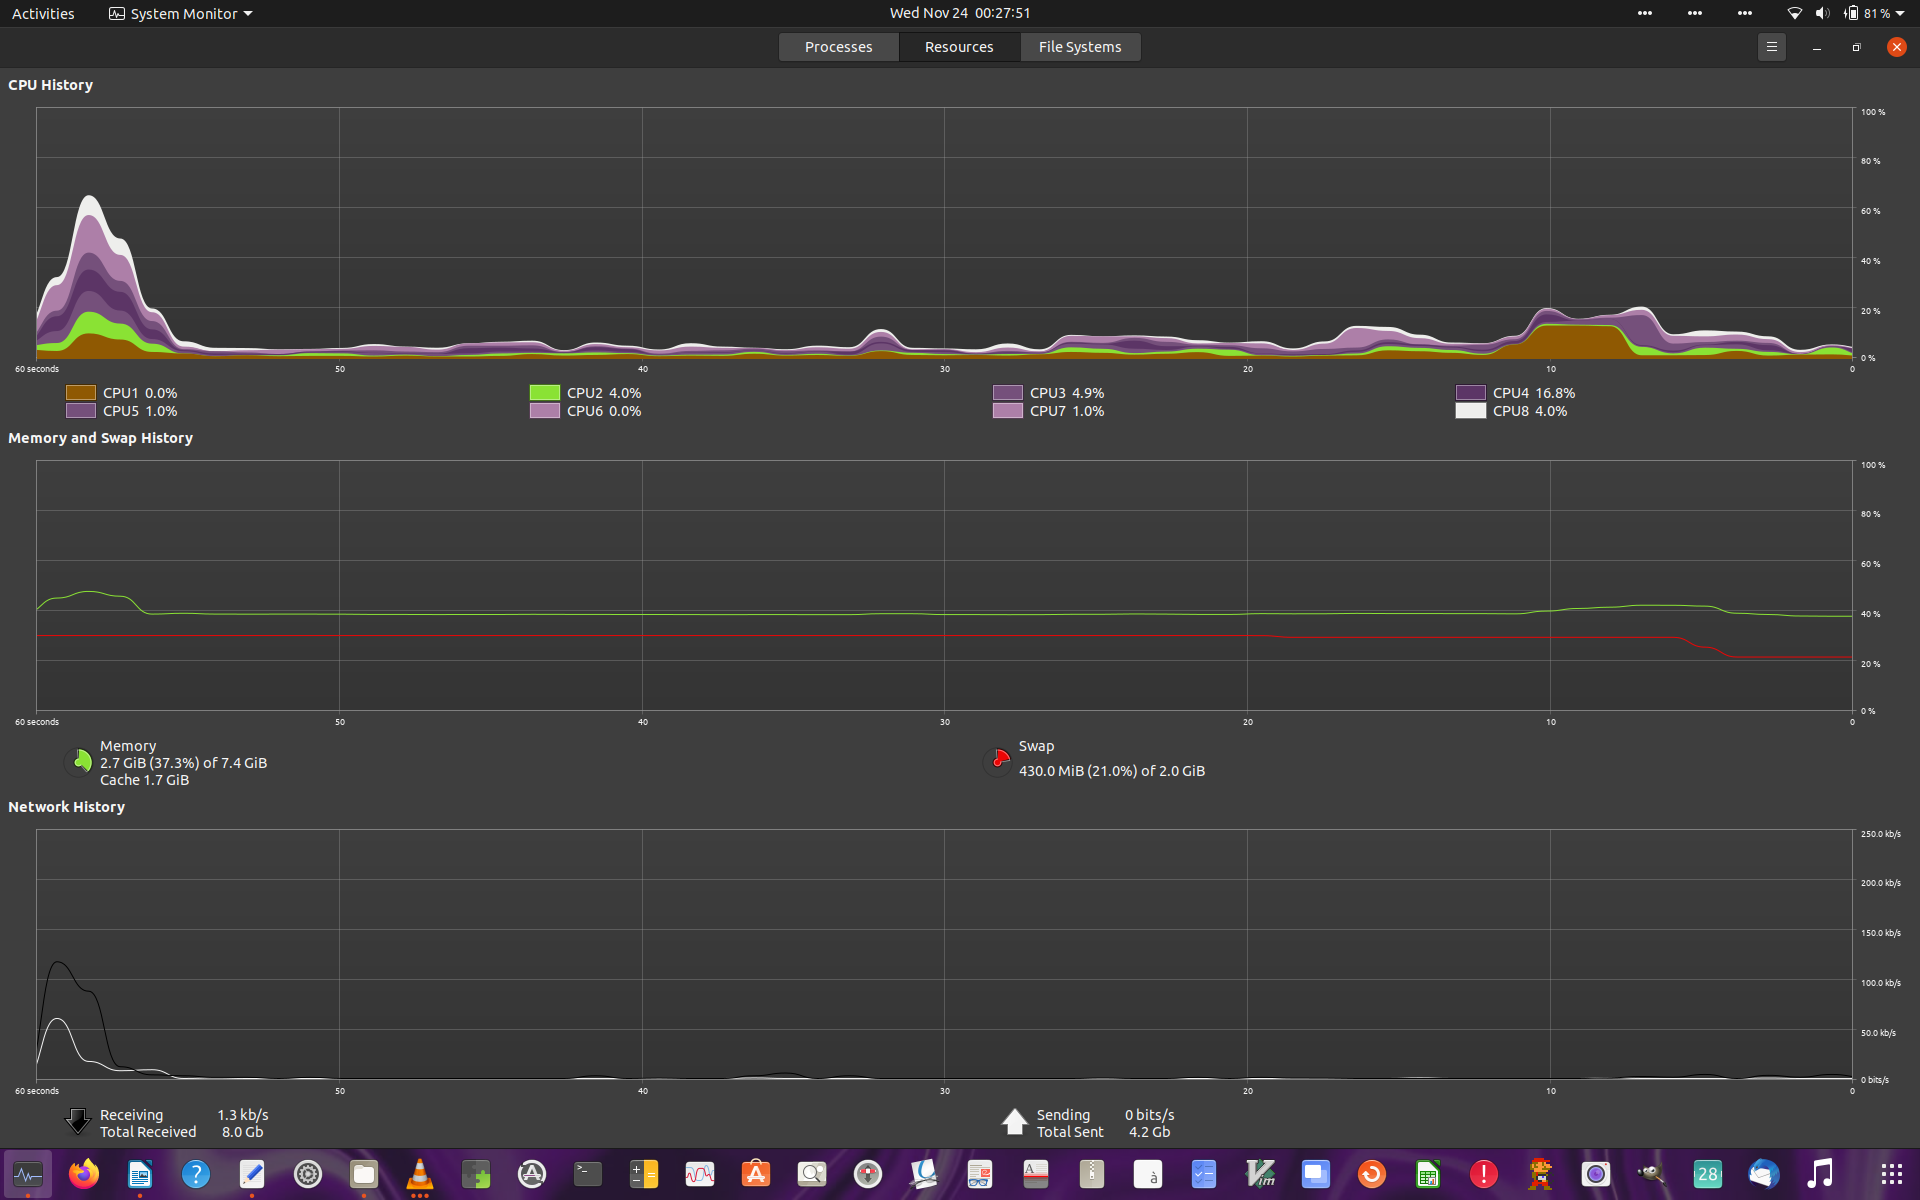 Activities System Monitor Wed Nov 24 00:27:51 81 %
Processes Resources File Systems
CPU History
100 %
80 %
60 %
40 %
20 %
0 %
60 seconds 50 40 30 20 10 0
CPU1 0.0% CPU2 4.0% CPU3 4.9% CPU4 16.8%
CPU5 1.0% CPU6 0.0% CPU7 1.0% CPU8 4.0%
Memory and Swap History
100 %
80 %
60 %
40 %
20 %
0 %
60 seconds 50 40 30 20 10 0
Memory
2.7 GiB (37.3%) of 7.4 GiB
Cache 1.7 GiB
Swap
430.0 MiB (21.0%) of 2.0 GiB
Network History
250.0 kb/s
200.0 kb/s
150.0 kb/s
100.0 kb/s
50.0 kb/s
0 bits/s
60 seconds 50 40 30 20 10 0
Receiving 1.3 kb/s
Total Received 8.0 Gb
Sending 0 bits/s
Total Sent 4.2 Gb
? >_ A à Vim ! 28